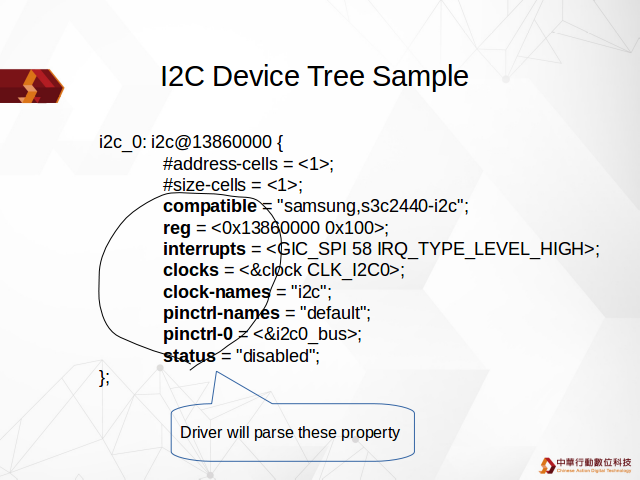 I2C Device Tree Sample
i2c_0: i2c@13860000 {
#address-cells = <1>;
#size-cells = <1>;
compatible = "samsung,s3c2440-i2c";
reg = <0x13860000 0x100>;
interrupts = <GIC_SPI 58 IRQ_TYPE_LEVEL_HIGH>;
clocks = <&clock CLK_I2C0>;
clock-names = "i2c";
pinctrl-names = "default";
pinctrl-0 = <&i2c0_bus>;
status = "disabled";
};
Driver will parse these property
中華行動數位科技
Chinese Action Digital Technology